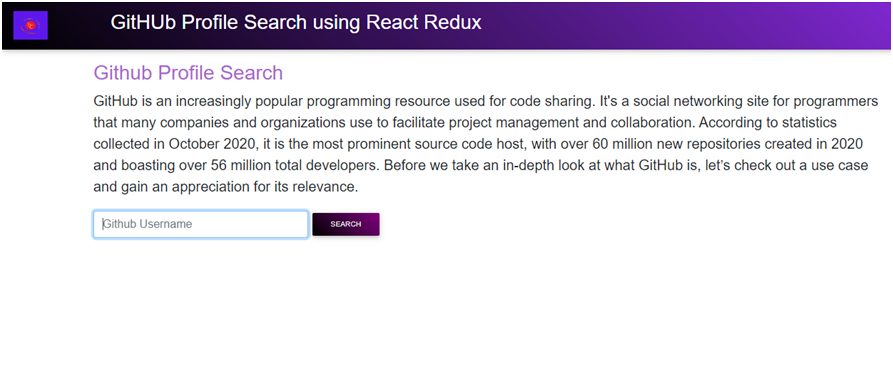 GitHUb Profile Search using React Redux
Github Profile Search
GitHub is an increasingly popular programming resource used for code sharing. It's a social networking site for programmers
that many companies and organizations use to facilitate project management and collaboration. According to statistics
collected in October 2020, it is the most prominent source code host, with over 60 million new repositories created in 2020
and boasting over 56 million total developers. Before we take an in-depth look at what GitHub is, let’s check out a use case
and gain an appreciation for its relevance.
Github Username
SEARCH